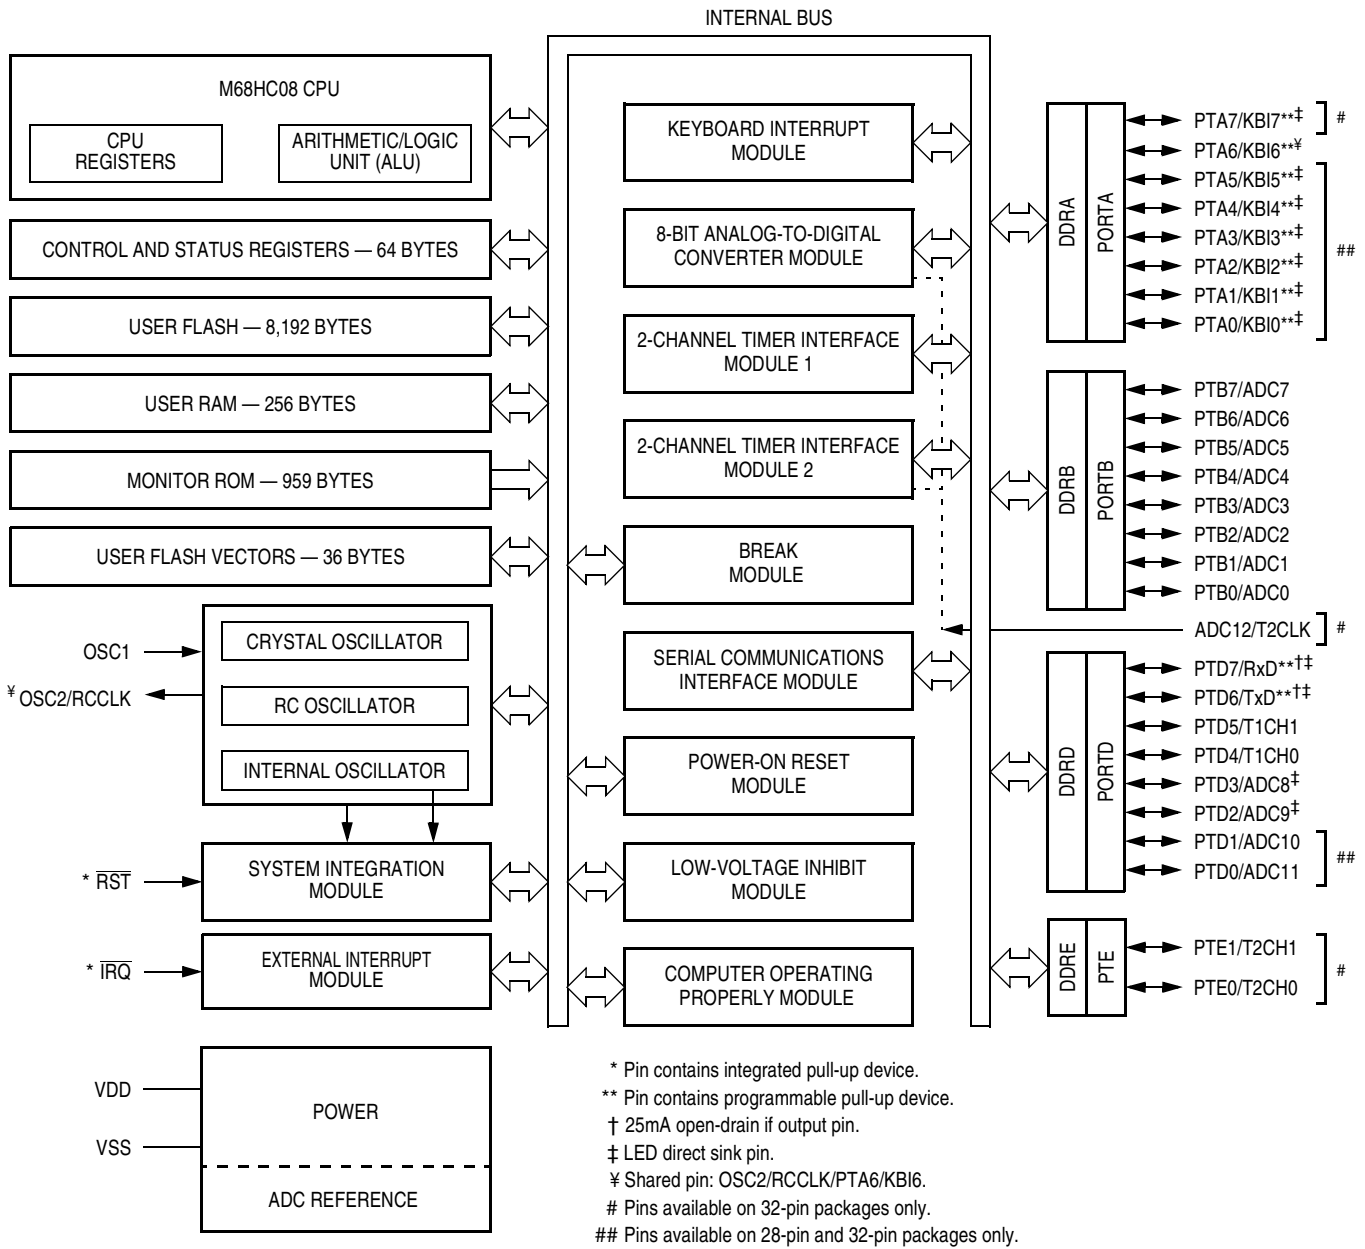 INTERNAL BUS
M68HC08 CPU
CPU
REGISTERS
ARITHMETIC/LOGIC
UNIT (ALU)
CONTROL AND STATUS REGISTERS — 64 BYTES
USER FLASH — 8,192 BYTES
USER RAM — 256 BYTES
MONITOR ROM — 959 BYTES
USER FLASH VECTORS — 36 BYTES
OSC1
¥ OSC2/RCCLK
CRYSTAL OSCILLATOR
RC OSCILLATOR
INTERNAL OSCILLATOR
* RST
SYSTEM INTEGRATION
MODULE
* IRQ
EXTERNAL INTERRUPT
MODULE
VDD
VSS
POWER
ADC REFERENCE
KEYBOARD INTERRUPT
MODULE
8-BIT ANALOG-TO-DIGITAL
CONVERTER MODULE
2-CHANNEL TIMER INTERFACE
MODULE 1
2-CHANNEL TIMER INTERFACE
MODULE 2
BREAK
MODULE
SERIAL COMMUNICATIONS
INTERFACE MODULE
POWER-ON RESET
MODULE
LOW-VOLTAGE INHIBIT
MODULE
COMPUTER OPERATING
PROPERLY MODULE
DDRA
PORTA
PTA7/KBI7**‡
#
PTA6/KBI6**¥
PTA5/KBI5**‡
PTA4/KBI4**‡
PTA3/KBI3**‡
PTA2/KBI2**‡
PTA1/KBI1**‡
PTA0/KBI0**‡
##
DDRB
PORTB
PTB7/ADC7
PTB6/ADC6
PTB5/ADC5
PTB4/ADC4
PTB3/ADC3
PTB2/ADC2
PTB1/ADC1
PTB0/ADC0
ADC12/T2CLK
#
DDRD
PORTD
PTD7/RxD**†‡
PTD6/TxD**†‡
PTD5/T1CH1
PTD4/T1CH0
PTD3/ADC8‡
PTD2/ADC9‡
PTD1/ADC10
PTD0/ADC11
##
DDRE
PTE
PTE1/T2CH1
PTE0/T2CH0
#
* Pin contains integrated pull-up device.
** Pin contains programmable pull-up device.
† 25mA open-drain if output pin.
‡ LED direct sink pin.
¥ Shared pin: OSC2/RCCLK/PTA6/KBI6.
# Pins available on 32-pin packages only.
## Pins available on 28-pin and 32-pin packages only.